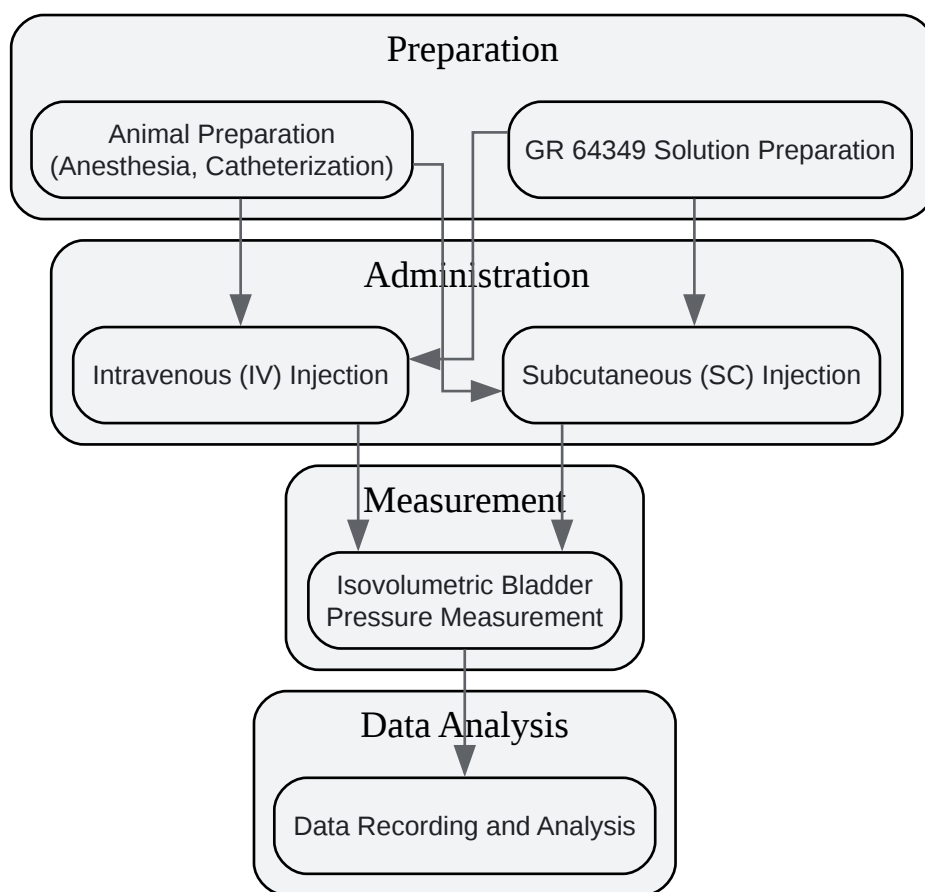 Preparation
Animal Preparation
(Anesthesia, Catheterization)
GR 64349 Solution Preparation
Administration
Intravenous (IV) Injection
Subcutaneous (SC) Injection
Measurement
Isovolumetric Bladder
Pressure Measurement
Data Analysis
Data Recording and Analysis